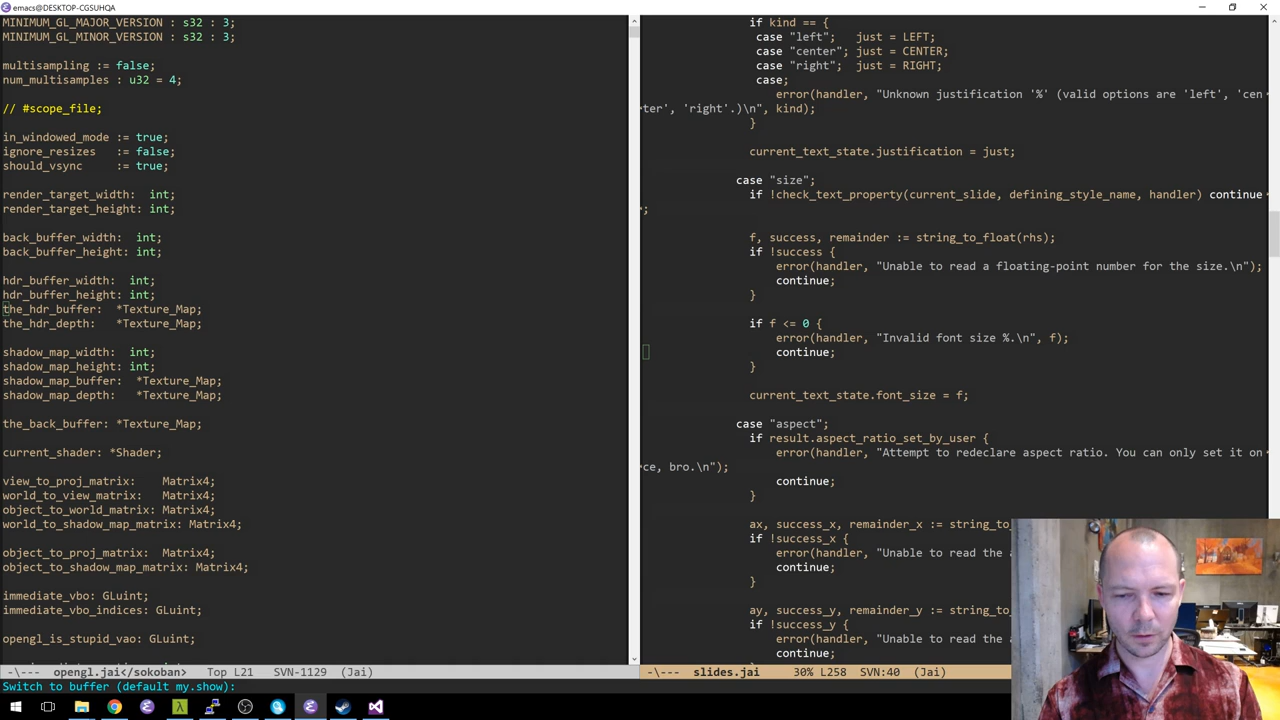 emacs@DESKTOP-CGSUHQA
MINIMUM_GL_MAJOR_VERSION : s32 : 3;
MINIMUM_GL_MINOR_VERSION : s32 : 3;
multisampling := false;
num_multisamples : u32 = 4;
// #scope_file;
in_windowed_mode := true;
ignore_resizes   := false;
should_vsync     := true;
render_target_width:  int;
render_target_height: int;
back_buffer_width:  int;
back_buffer_height: int;
hdr_buffer_width:  int;
hdr_buffer_height: int;
the_hdr_buffer:  *Texture_Map;
the_hdr_depth:   *Texture_Map;
shadow_map_width:  int;
shadow_map_height: int;
shadow_map_buffer:  *Texture_Map;
shadow_map_depth:   *Texture_Map;
the_back_buffer: *Texture_Map;
current_shader: *Shader;
view_to_proj_matrix:    Matrix4;
world_to_view_matrix:   Matrix4;
object_to_world_matrix: Matrix4;
world_to_shadow_map_matrix: Matrix4;
object_to_proj_matrix:  Matrix4;
object_to_shadow_map_matrix: Matrix4;
immediate_vbo: GLuint;
immediate_vbo_indices: GLuint;
opengl_is_stupid_vao: GLuint;
-\---  opengl.jai</sokoban>   Top L21   SVN-1129  (Jai)
if kind == {
case "left";   just = LEFT;
case "center"; just = CENTER;
case "right";  just = RIGHT;
case;
error(handler, "Unknown justification '%' (valid options are 'left', 'cen
ter', 'right'.)\n", kind);
}
current_text_state.justification = just;
case "size";
if !check_text_property(current_slide, defining_style_name, handler) continue
;
f, success, remainder := string_to_float(rhs);
if !success {
error(handler, "Unable to read a floating-point number for the size.\n");
continue;
}
if f <= 0 {
error(handler, "Invalid font size %.\n", f);
continue;
}
current_text_state.font_size = f;
case "aspect";
if result.aspect_ratio_set_by_user {
error(handler, "Attempt to redeclare aspect ratio. You can only set it on
ce, bro.\n");
continue;
}
ax, success_x, remainder_x := string_to_
if !success_x {
error(handler, "Unable to read the a
continue;
}
ay, success_y, remainder_y := string_to_
if !success_y {
error(handler, "Unable to read the a
continue;
-\---  slides.jai     30% L258  SVN:40  (Jai)
Switch to buffer (default my.show):